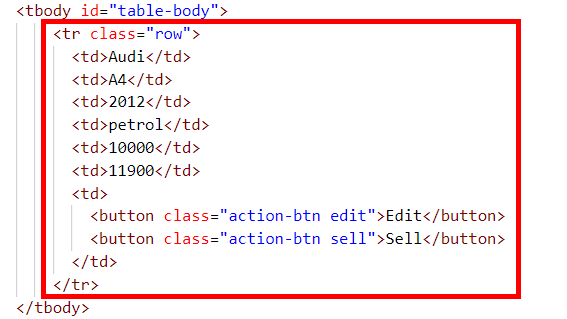 <tbody id="table-body">
<tr class="row">
<td>Audi</td>
<td>A4</td>
<td>2012</td>
<td>petrol</td>
<td>10000</td>
<td>11900</td>
<td>
<button class="action-btn edit">Edit</button>
<button class="action-btn sell">Sell</button>
</td>
</tr>
</tbody>